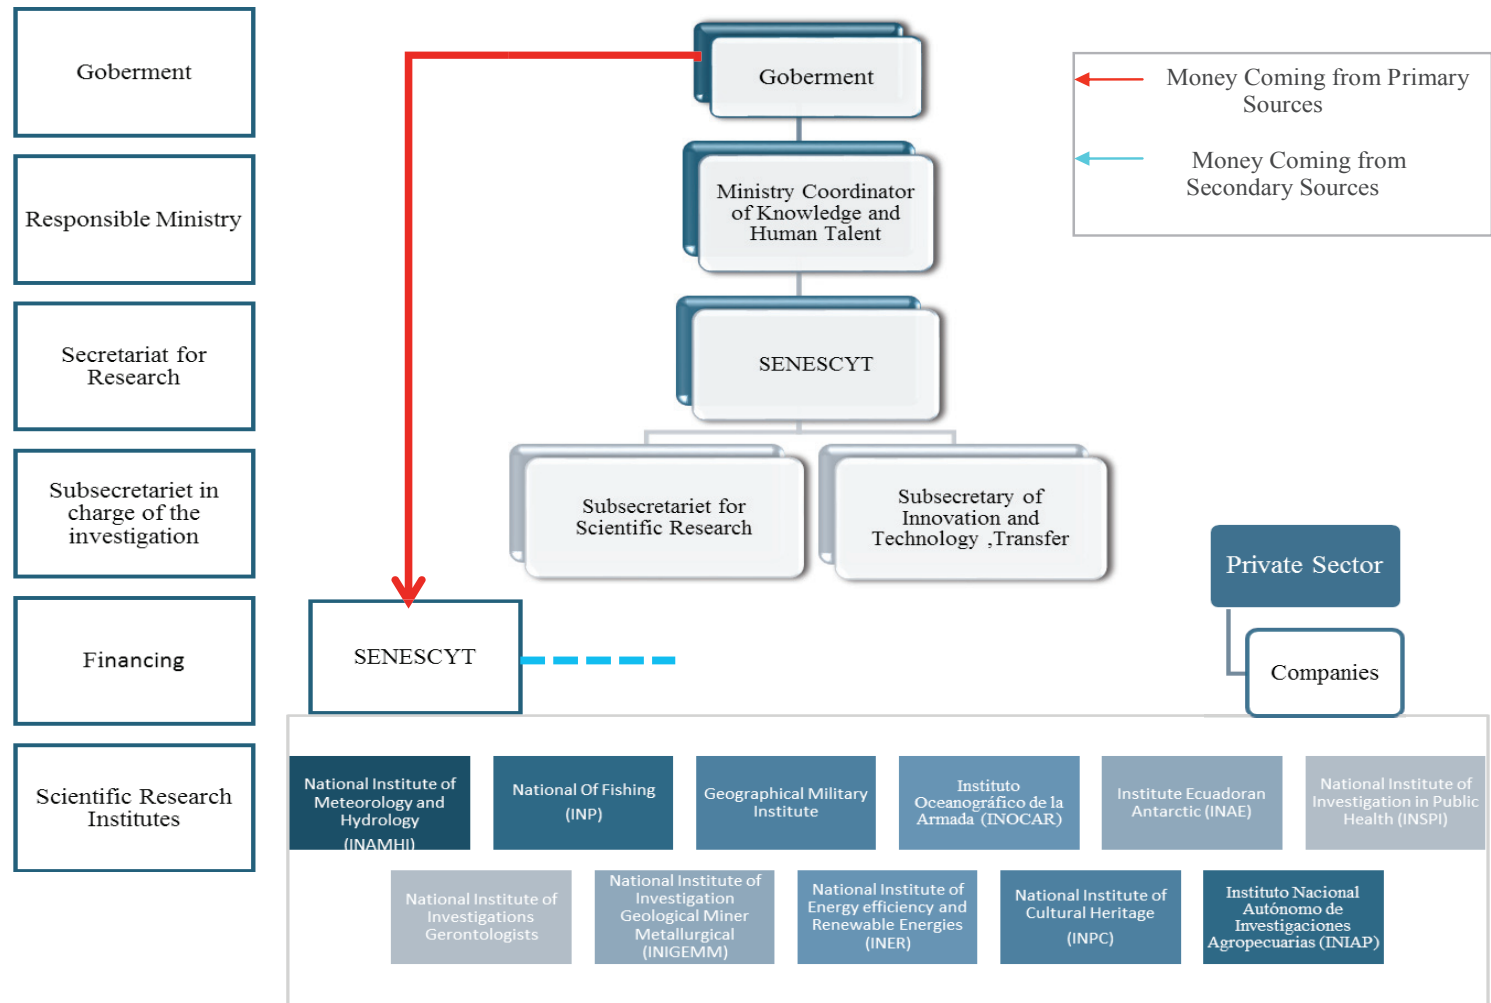 Goberment
Responsible Ministry
Secretariat for
Research
Subsecretariet in
charge of the
investigation
Financing
Scientific Research
Institutes
Goberment
Ministry Coordinator
of Knowledge and
Human Talent
SENESCYT
Subsecretariet for
Scientific Research
Subsecretary of
Innovation and
Technology ,Transfer
Money Coming from Primary
Sources
Money Coming from
Secondary Sources
SENESCYT
Private Sector
Companies
National Institute of
Meteorology and
Hydrology
(INAMHI)
National Of Fishing
(INP)
Geographical Military
Institute
Instituto
Oceanográfico de la
Armada (INOCAR)
Institute Ecuadoran
Antarctic (INAE)
National Institute of
Investigation in Public
Health (INSPI)
National Institute of
Investigations
Gerontologists
National Institute of
Investigation
Geological Miner
Metallurgical
(INIGEMM)
National Institute of
Energy efficiency and
Renewable Energies
(INER)
National Institute of
Cultural Heritage
(INPC)
Instituto Nacional
Autónomo de
Investigaciones
Agropecuarias (INIAP)